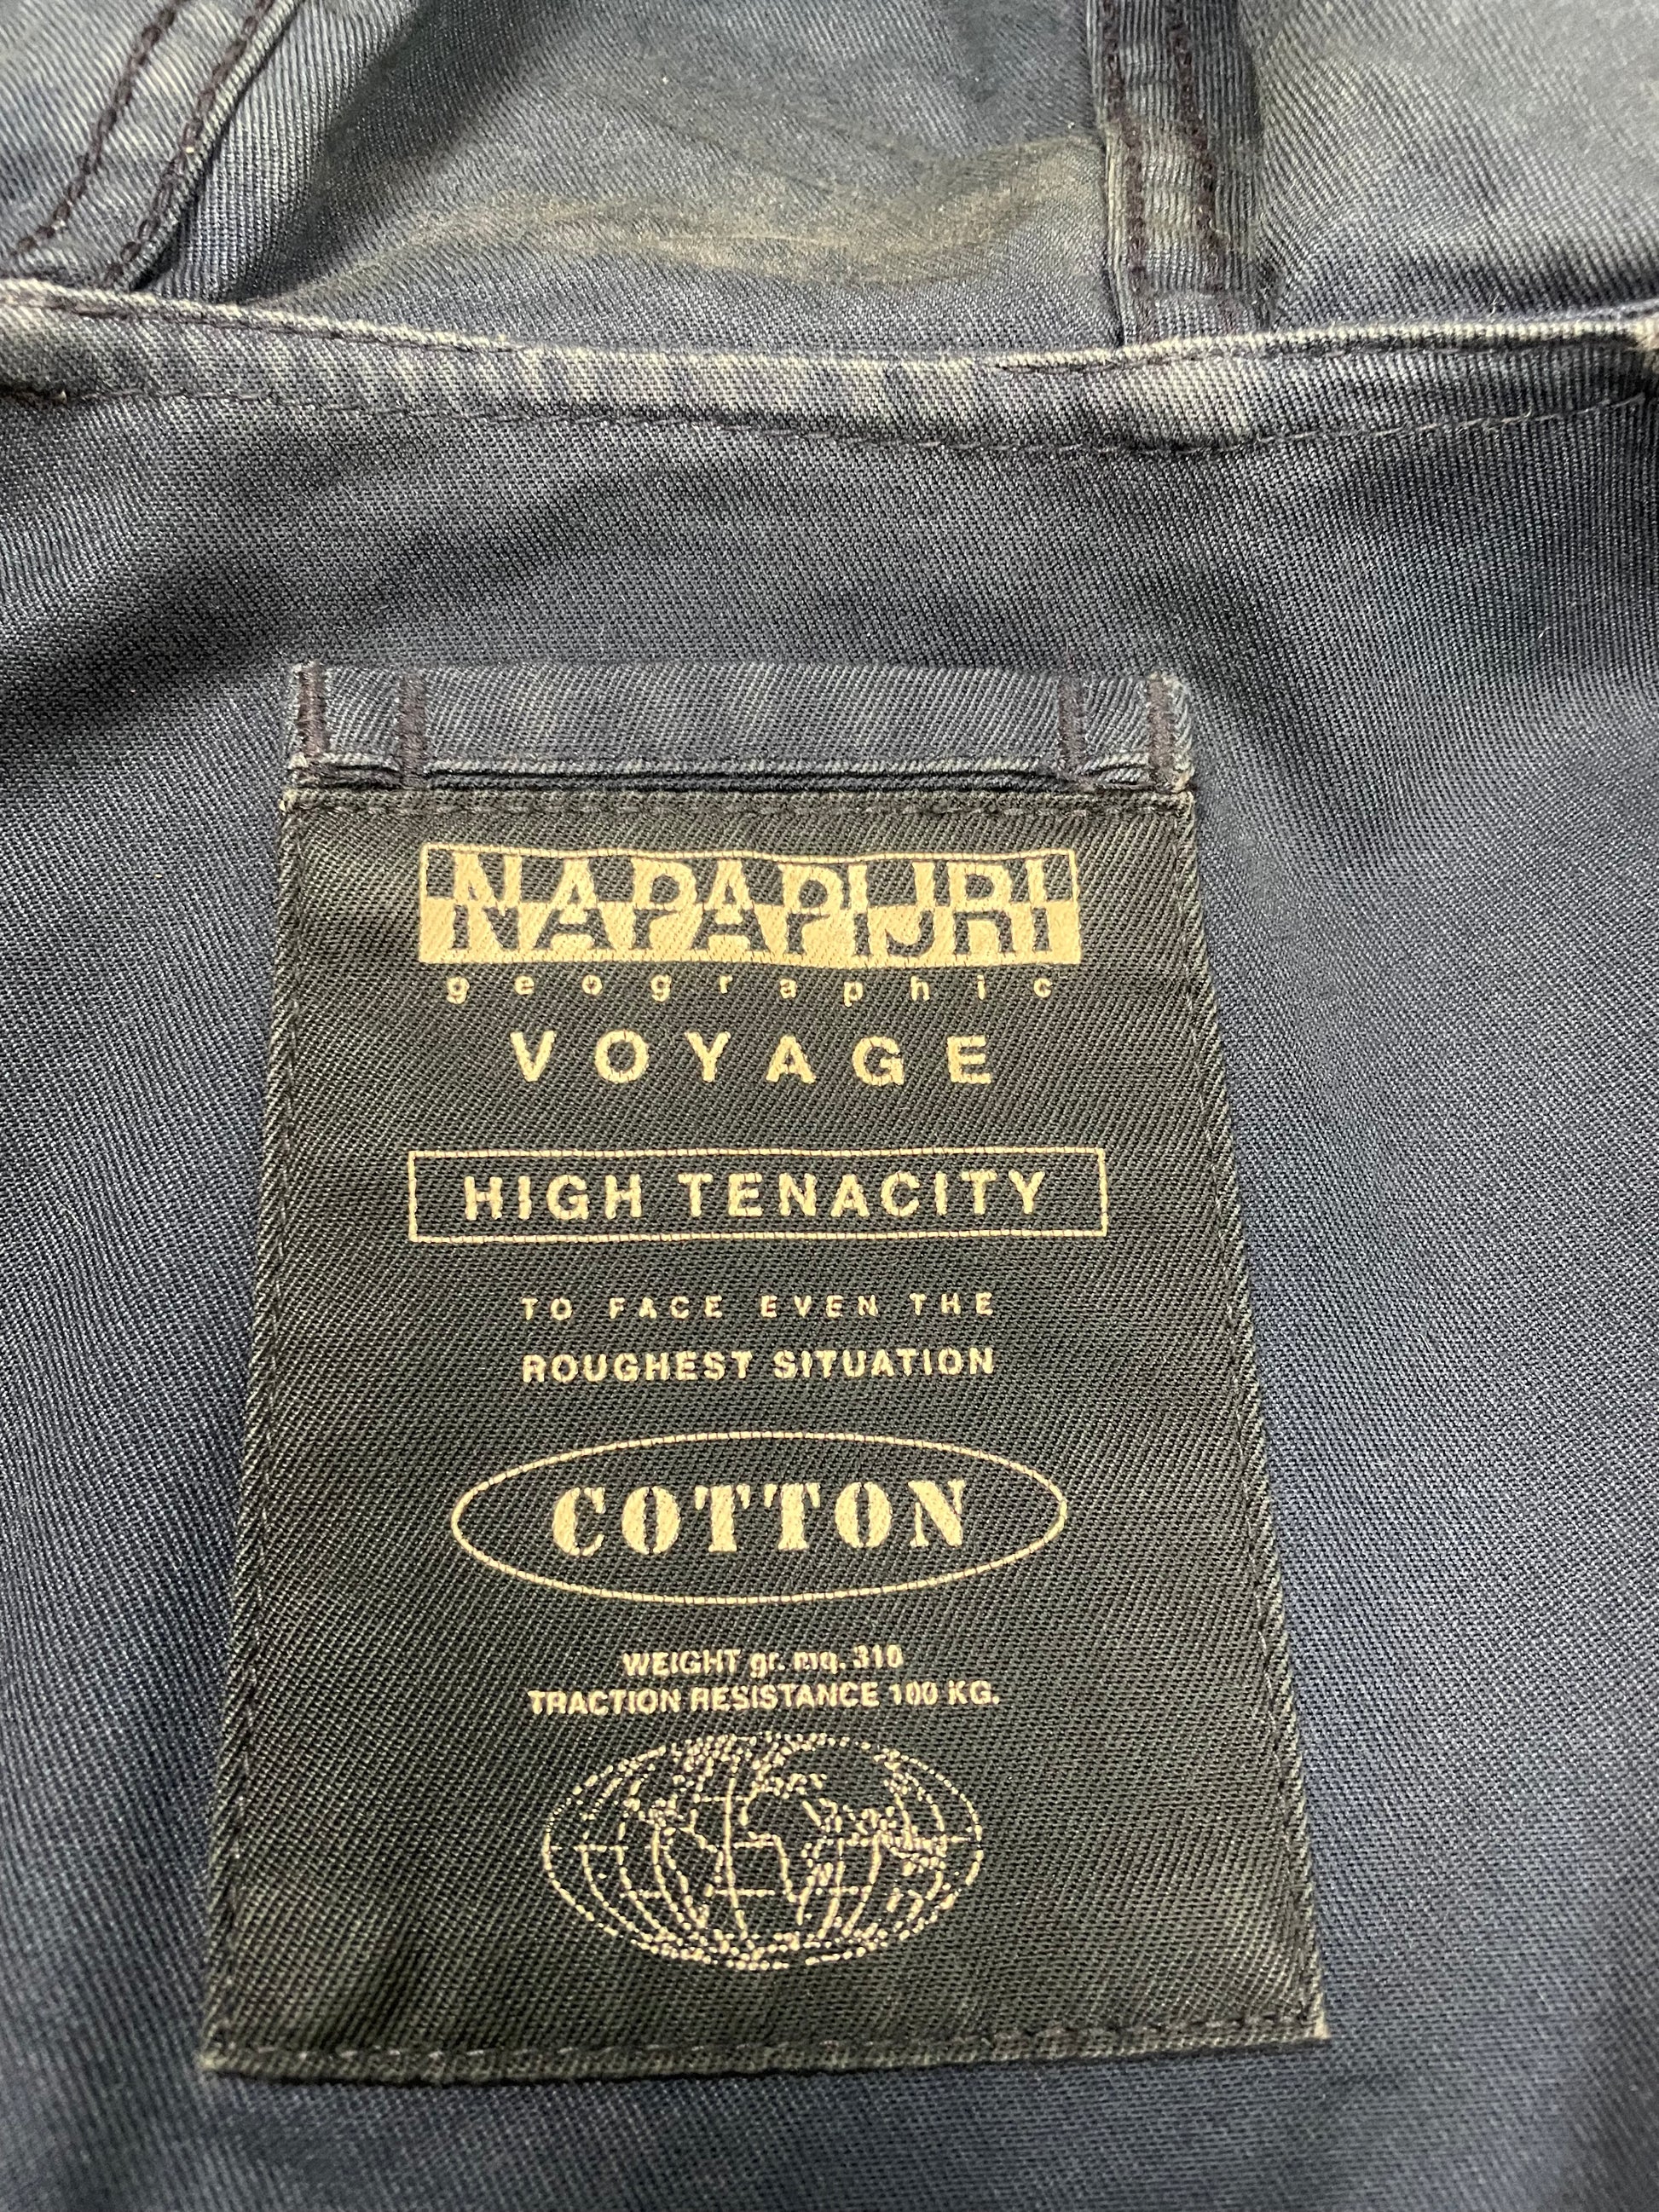 NAPAPIJRI
geographic
VOYAGE
HIGH TENACITY
TO FACE EVEN THE
ROUGHEST SITUATION
COTTON
WEIGHT gr. mq. 310
TRACTION RESISTANCE 100 KG.